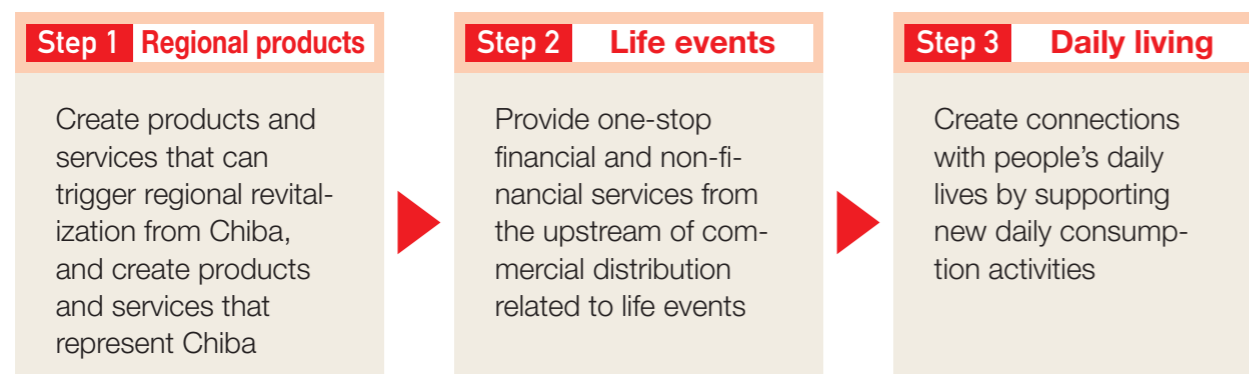 Step 1 Regional products
Create products and
services that can
trigger regional revital-
ization from Chiba,
and create products
and services that
represent Chiba
Step 2 Life events
Provide one-stop
financial and non-fi-
nancial services from
the upstream of com-
mercial distribution
related to life events
Step 3 Daily living
Create connections
with people’s daily
lives by supporting
new daily consump-
tion activities